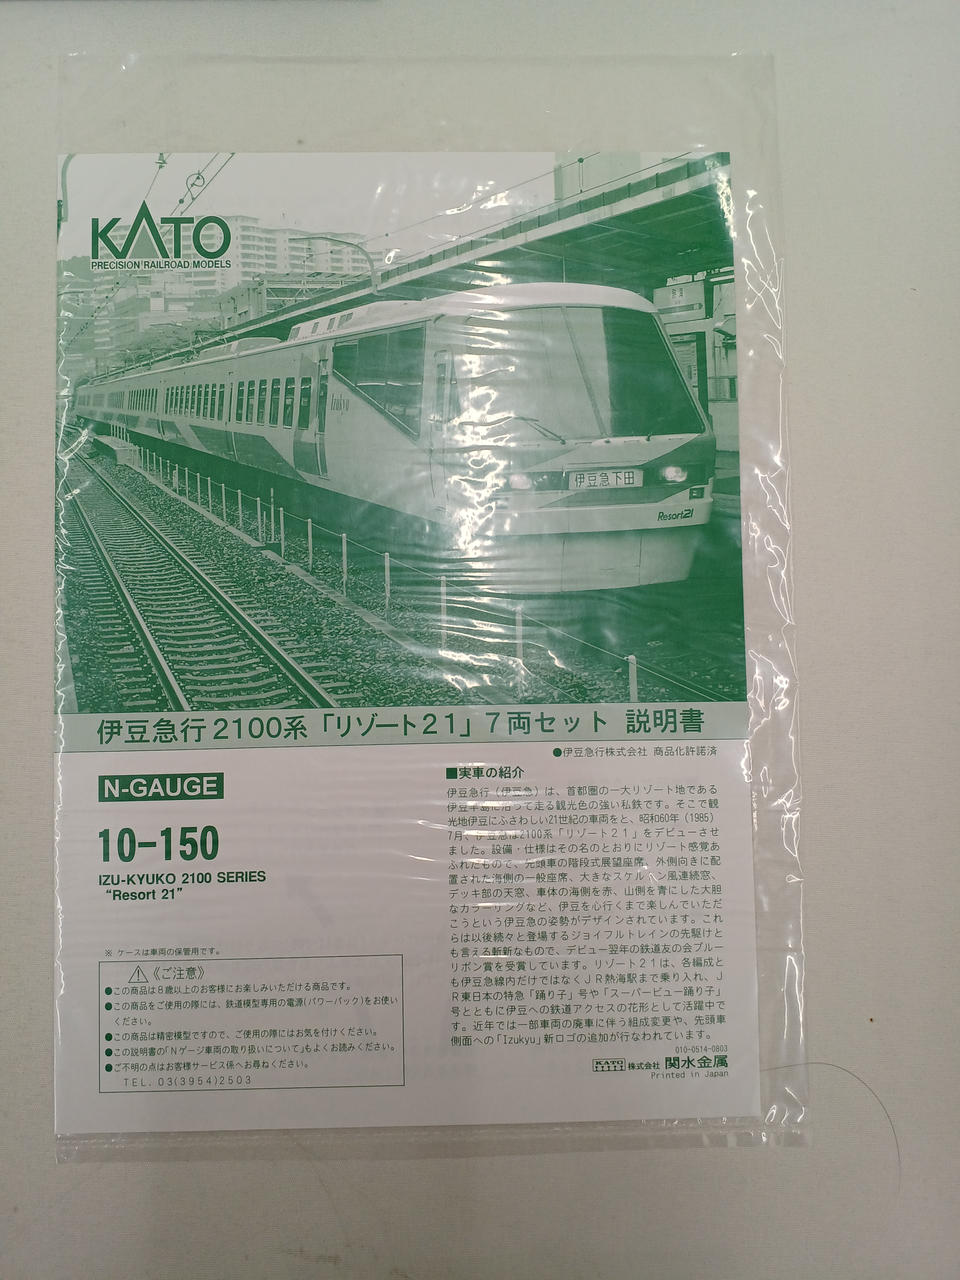 KATO
PRECISION RAILROAD MODELS
Izukyu
伊豆急下田
Resort21
伊豆急行2100系「リゾート21」7両セット 説明書
●伊豆急行株式会社 商品化許諾済
N-GAUGE
10-150
IZU-KYUKO 2100 SERIES
“Resort 21”
※ ケースは車両の保管用です。
⚠《ご注意》
●この商品は8歳以上のお客様にお楽しみいただける商品です。
●この商品をご使用の際には、鉄道模型専用の電源(パワーパック)をお使い
ください。
●この商品は精密模型ですので、ご使用の際にはお気を付けください。
●この説明書の「Nゲージ車両の取り扱いについて」もよくお読みください。
●ご不明の点はお客様サービス係へお尋ねください。
TEL. 03(3954)2503
■実車の紹介
伊豆急行(伊豆急)は、首都圏の一大リゾート地である
伊豆半島に沿って走る観光色の強い私鉄です。そこで観
光地伊豆にふさわしい21世紀の車両をと、昭和60年(1985)
7月、伊豆急は2100系「リゾート21」をデビューさせ
ました。設備・仕様はその名のとおりにリゾート感覚あ
ふれたもので、先頭車の階段式展望座席、外側向きに配
置された海側の一般座席、大きなスケルトン風連続窓、
デッキ部の天窓、車体の海側を赤、山側を青にした大胆
なカラーリングなど、伊豆を心行くまで楽しんでいただ
こうという伊豆急の姿勢がデザインされています。これ
らは以後続々と登場するジョイフルトレインの先駆けと
も言える斬新なもので、デビュー翌年の鉄道友の会ブルー
リボン賞を受賞しています。リゾート21は、各編成と
も伊豆急線内だけではなくJR熱海駅まで乗り入れ、J
R東日本の特急「踊り子」号や「スーパービュー踊り子」
号とともに伊豆への鉄道アクセスの花形として活躍中で
す。近年では一部車両の廃車に伴う組成変更や、先頭車
側面への「Izukyu」新ロゴの追加が行なわれています。
010-0514-0803
KATO 株式会社 関水金属
Printed in Japan